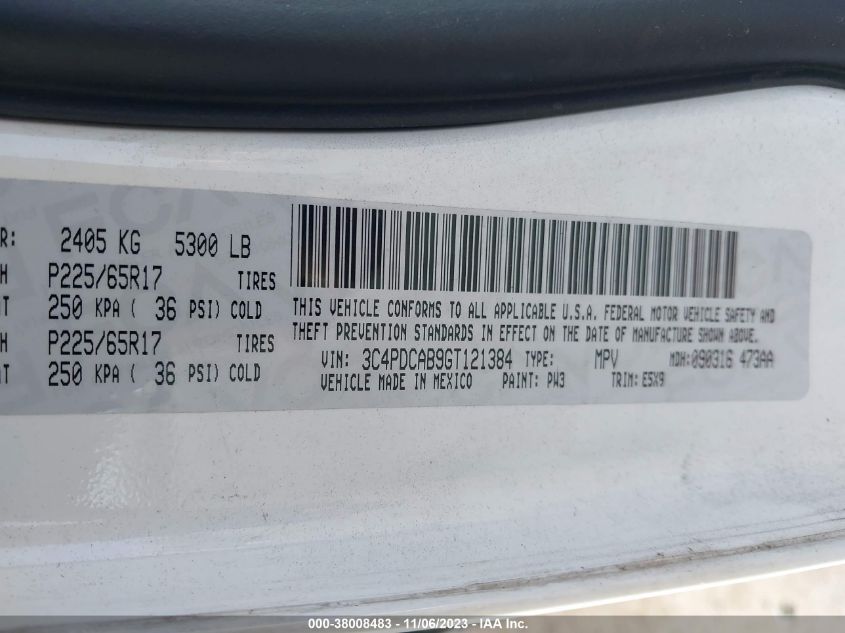 R: 2405 KG 5300 LB
H P225/65R17 TIRES
T 250 KPA ( 36 PSI) COLD
H P225/65R17 TIRES
T 250 KPA ( 36 PSI) COLD
THIS VEHICLE CONFORMS TO ALL APPLICABLE U.S.A. FEDERAL MOTOR VEHICLE SAFETY AND
THEFT PREVENTION STANDARDS IN EFFECT ON THE DATE OF MANUFACTURE SHOWN ABOVE.
VIN: 3C4PDCAB9GT121384 TYPE: MPV MDH:090316 473AA
VEHICLE MADE IN MEXICO PAINT: PW3 TRIM: E5X9
000-38008483 - 11/06/2023 - © IAA Inc.